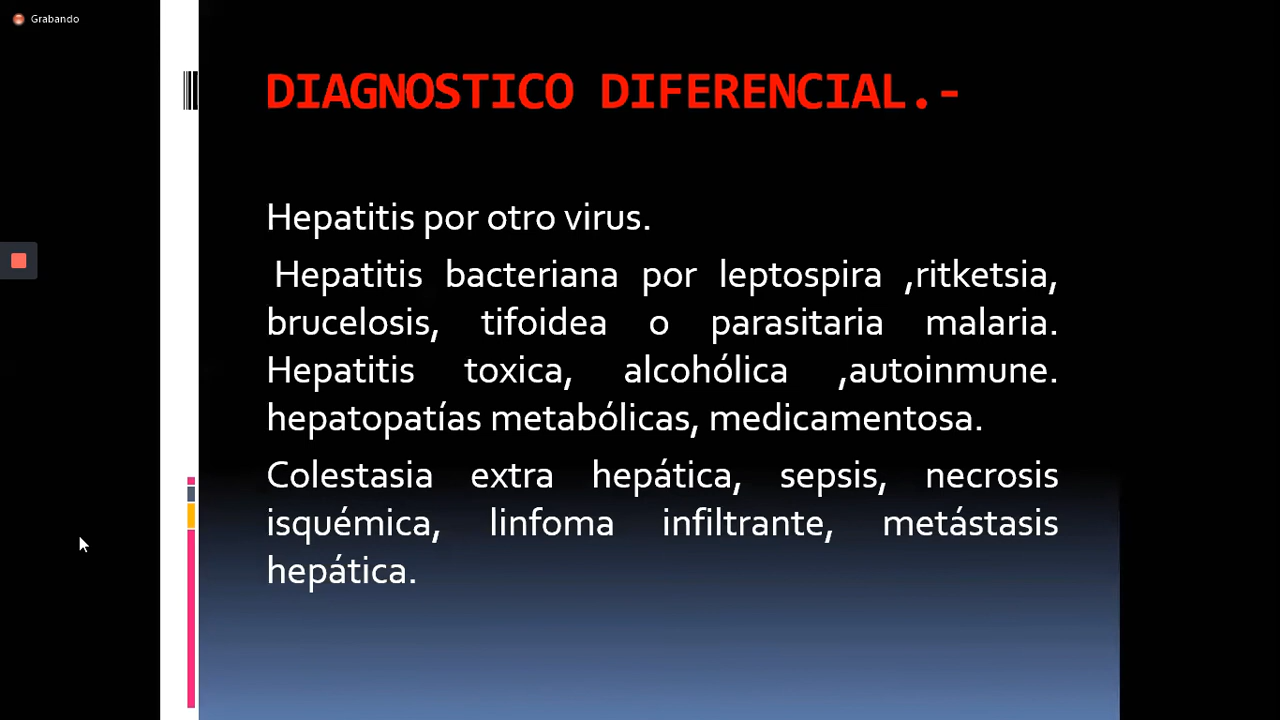 Grabando
DIAGNOSTICO DIFERENCIAL.-
Hepatitis por otro virus.
Hepatitis bacteriana por leptospira ,ritketsia,
brucelosis, tifoidea o parasitaria malaria.
Hepatitis toxica, alcohólica ,autoinmune.
hepatopatías metabólicas, medicamentosa.
Colestasia extra hepática, sepsis, necrosis
isquémica, linfoma infiltrante, metástasis
hepática.